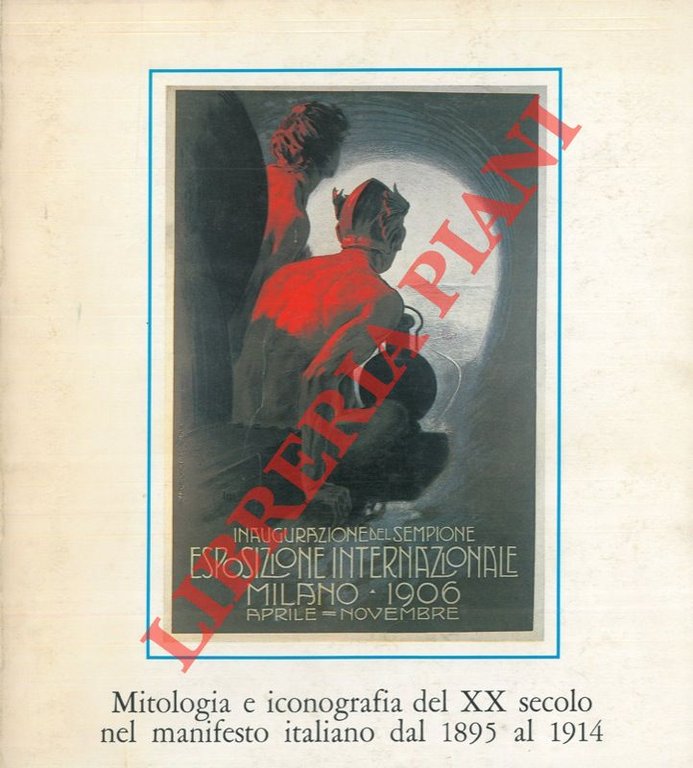 INAUGURAZIONE DEL SEMPIONE
ESPOSIZIONE INTERNAZIONALE
MILANO · 1906
APRILE = NOVEMBRE
LIBRERIA PIANI
Mitologia e iconografia del XX secolo
nel manifesto italiano dal 1895 al 1914